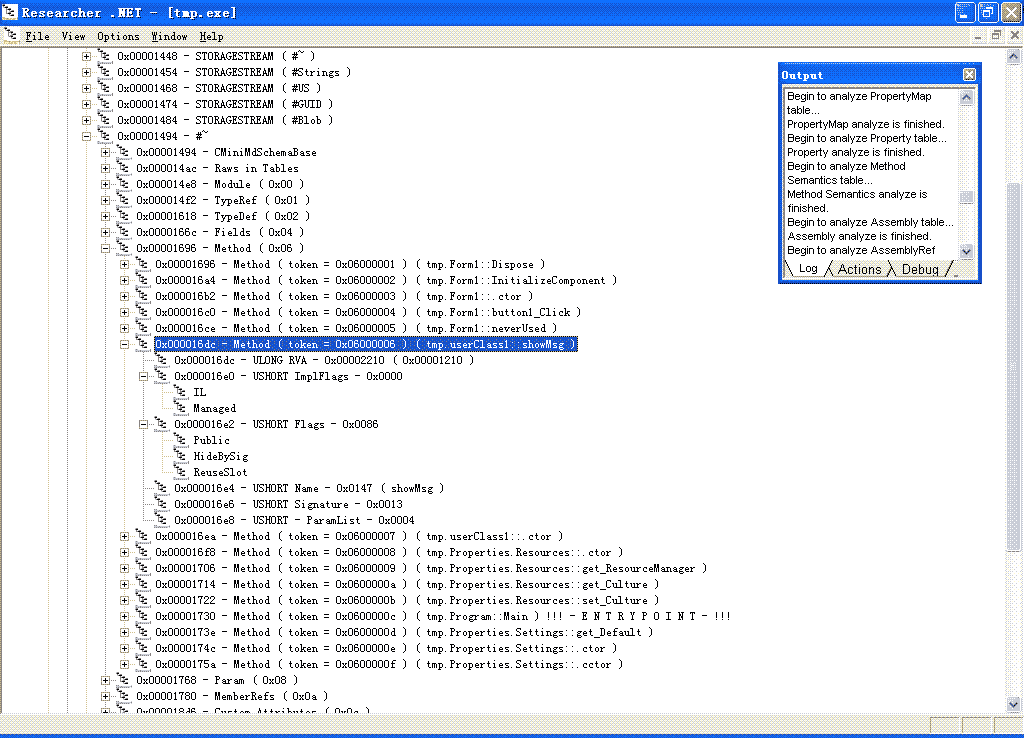 Researcher .NET - [tmp.exe]
File View Options Window Help
0x00001448 - STORAGESTREAM ( #~ )
0x00001454 - STORAGESTREAM ( #Strings )
0x00001468 - STORAGESTREAM ( #US )
0x00001474 - STORAGESTREAM ( #GUID )
0x00001484 - STORAGESTREAM ( #Blob )
0x00001494 - #~
0x00001494 - CMiniMdSchemaBase
0x000014ac - Raws in Tables
0x000014e8 - Module ( 0x00 )
0x000014f2 - TypeRef ( 0x01 )
0x00001618 - TypeDef ( 0x02 )
0x0000166c - Fields ( 0x04 )
0x00001696 - Method ( 0x06 )
0x00001696 - Method ( token = 0x06000001 ) ( tmp.Form1::Dispose )
0x000016a4 - Method ( token = 0x06000002 ) ( tmp.Form1::InitializeComponent )
0x000016b2 - Method ( token = 0x06000003 ) ( tmp.Form1::.ctor )
0x000016c0 - Method ( token = 0x06000004 ) ( tmp.Form1::button1_Click )
0x000016ce - Method ( token = 0x06000005 ) ( tmp.Form1::neverUsed )
0x000016dc - Method ( token = 0x06000006 ) ( tmp.userClass1::showMsg )
0x000016dc - ULONG RVA - 0x00002210 ( 0x00001210 )
0x000016e0 - USHORT ImplFlags - 0x0000
IL
Managed
0x000016e2 - USHORT Flags - 0x0086
Public
HideBySig
ReuseSlot
0x000016e4 - USHORT Name - 0x0147 ( showMsg )
0x000016e6 - USHORT Signature - 0x0013
0x000016e8 - USHORT - ParamList - 0x0004
0x000016ea - Method ( token = 0x06000007 ) ( tmp.userClass1::.ctor )
0x000016f8 - Method ( token = 0x06000008 ) ( tmp.Properties.Resources::.ctor )
0x00001706 - Method ( token = 0x06000009 ) ( tmp.Properties.Resources::get_ResourceManager )
0x00001714 - Method ( token = 0x0600000a ) ( tmp.Properties.Resources::get_Culture )
0x00001722 - Method ( token = 0x0600000b ) ( tmp.Properties.Resources::set_Culture )
0x00001730 - Method ( token = 0x0600000c ) ( tmp.Program::Main ) !!! - E N T R Y P O I N T - !!!
0x0000173e - Method ( token = 0x0600000d ) ( tmp.Properties.Settings::get_Default )
0x0000174c - Method ( token = 0x0600000e ) ( tmp.Properties.Settings::.ctor )
0x0000175a - Method ( token = 0x0600000f ) ( tmp.Properties.Settings::.cctor )
0x00001768 - Param ( 0x08 )
0x00001780 - MemberRefs ( 0x0a )
0x000018d6 - Custom Attributes ( 0x0c )
Output
Begin to analyze PropertyMap
table...
PropertyMap analyze is finished.
Begin to analyze Property table...
Property analyze is finished.
Begin to analyze Method
Semantics table...
Method Semantics analyze is
finished.
Begin to analyze Assembly table...
Assembly analyze is finished.
Begin to analyze AssemblyRef
Log Actions Debug